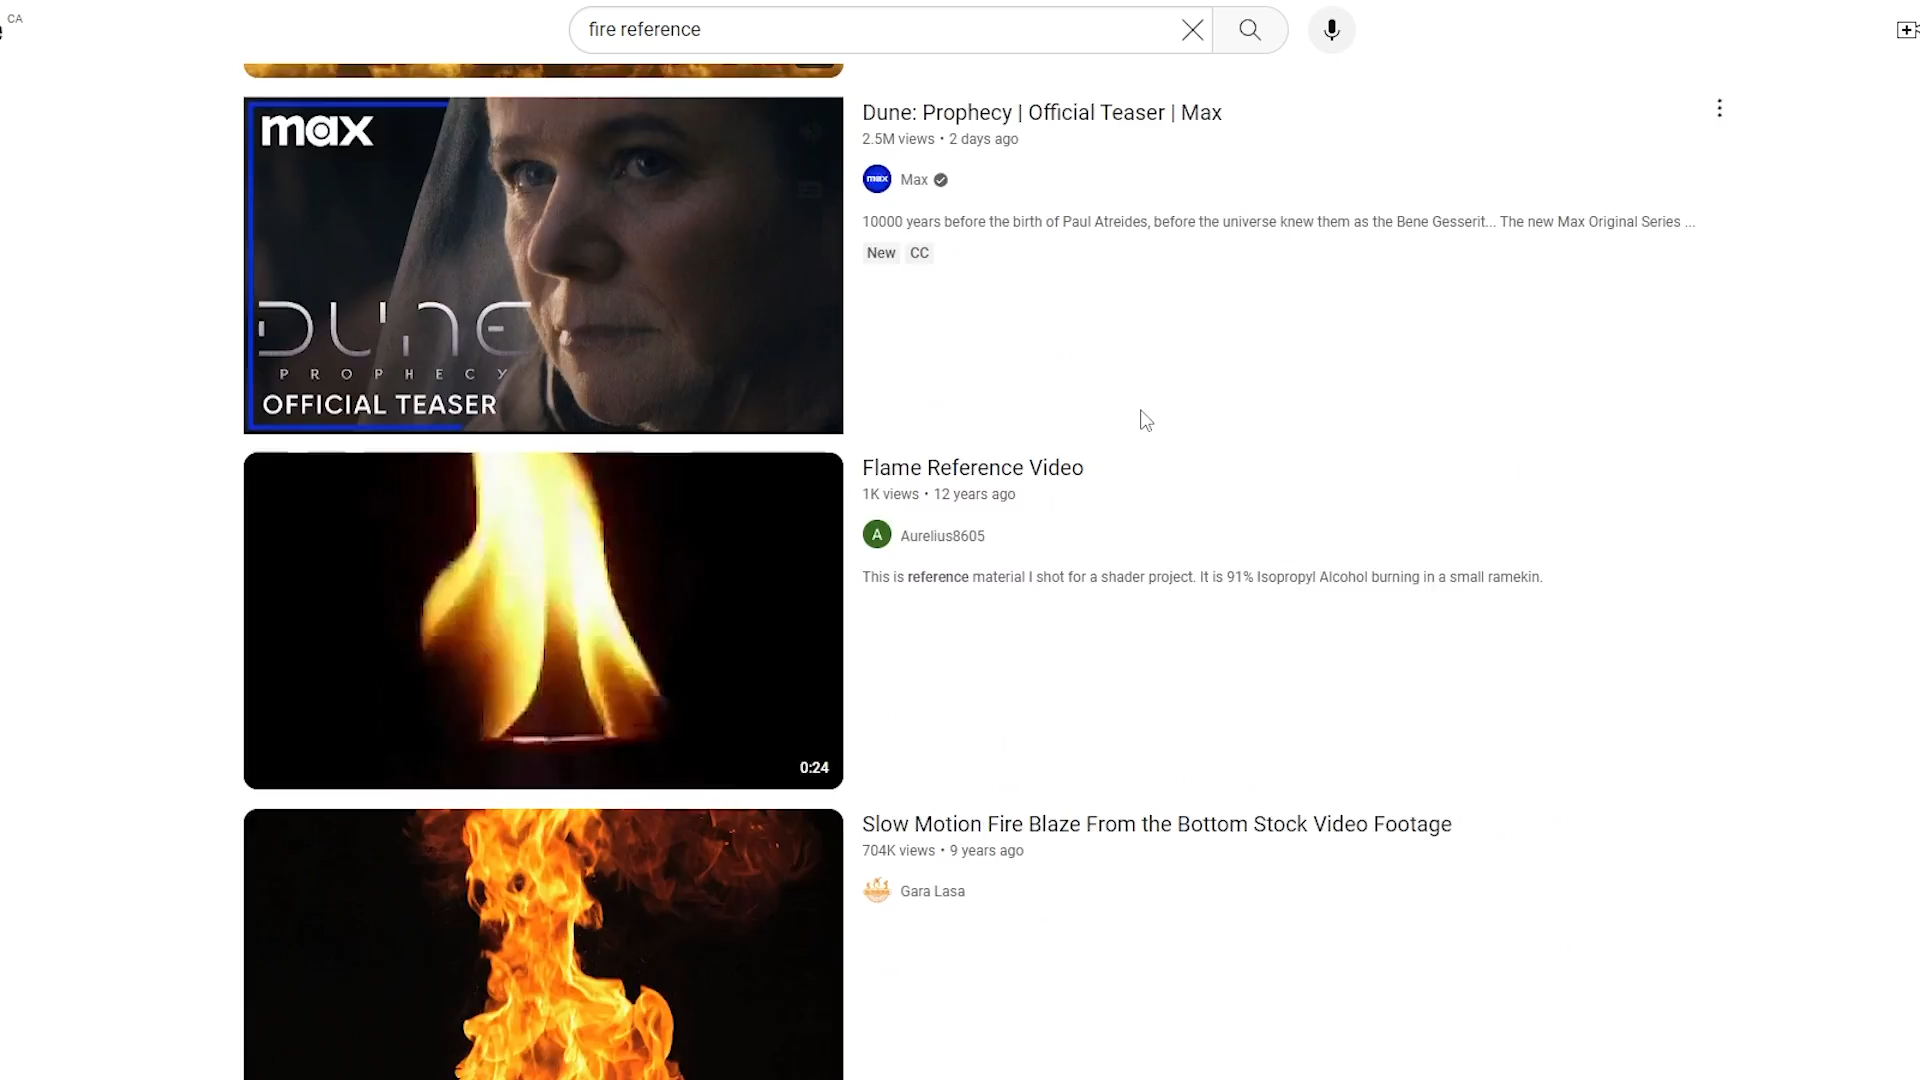 CA
fire reference
max
DUNE
PROPHECY
OFFICIAL TEASER
Dune: Prophecy | Official Teaser | Max
2.5M views • 2 days ago
max
Max
10000 years before the birth of Paul Atreides, before the universe knew them as the Bene Gesserit... The new Max Original Series ...
New CC
0:24
Flame Reference Video
1K views • 12 years ago
A
Aurelius8605
This is reference material I shot for a shader project. It is 91% Isopropyl Alcohol burning in a small ramekin.
Slow Motion Fire Blaze From the Bottom Stock Video Footage
704K views • 9 years ago
Gara Lasa